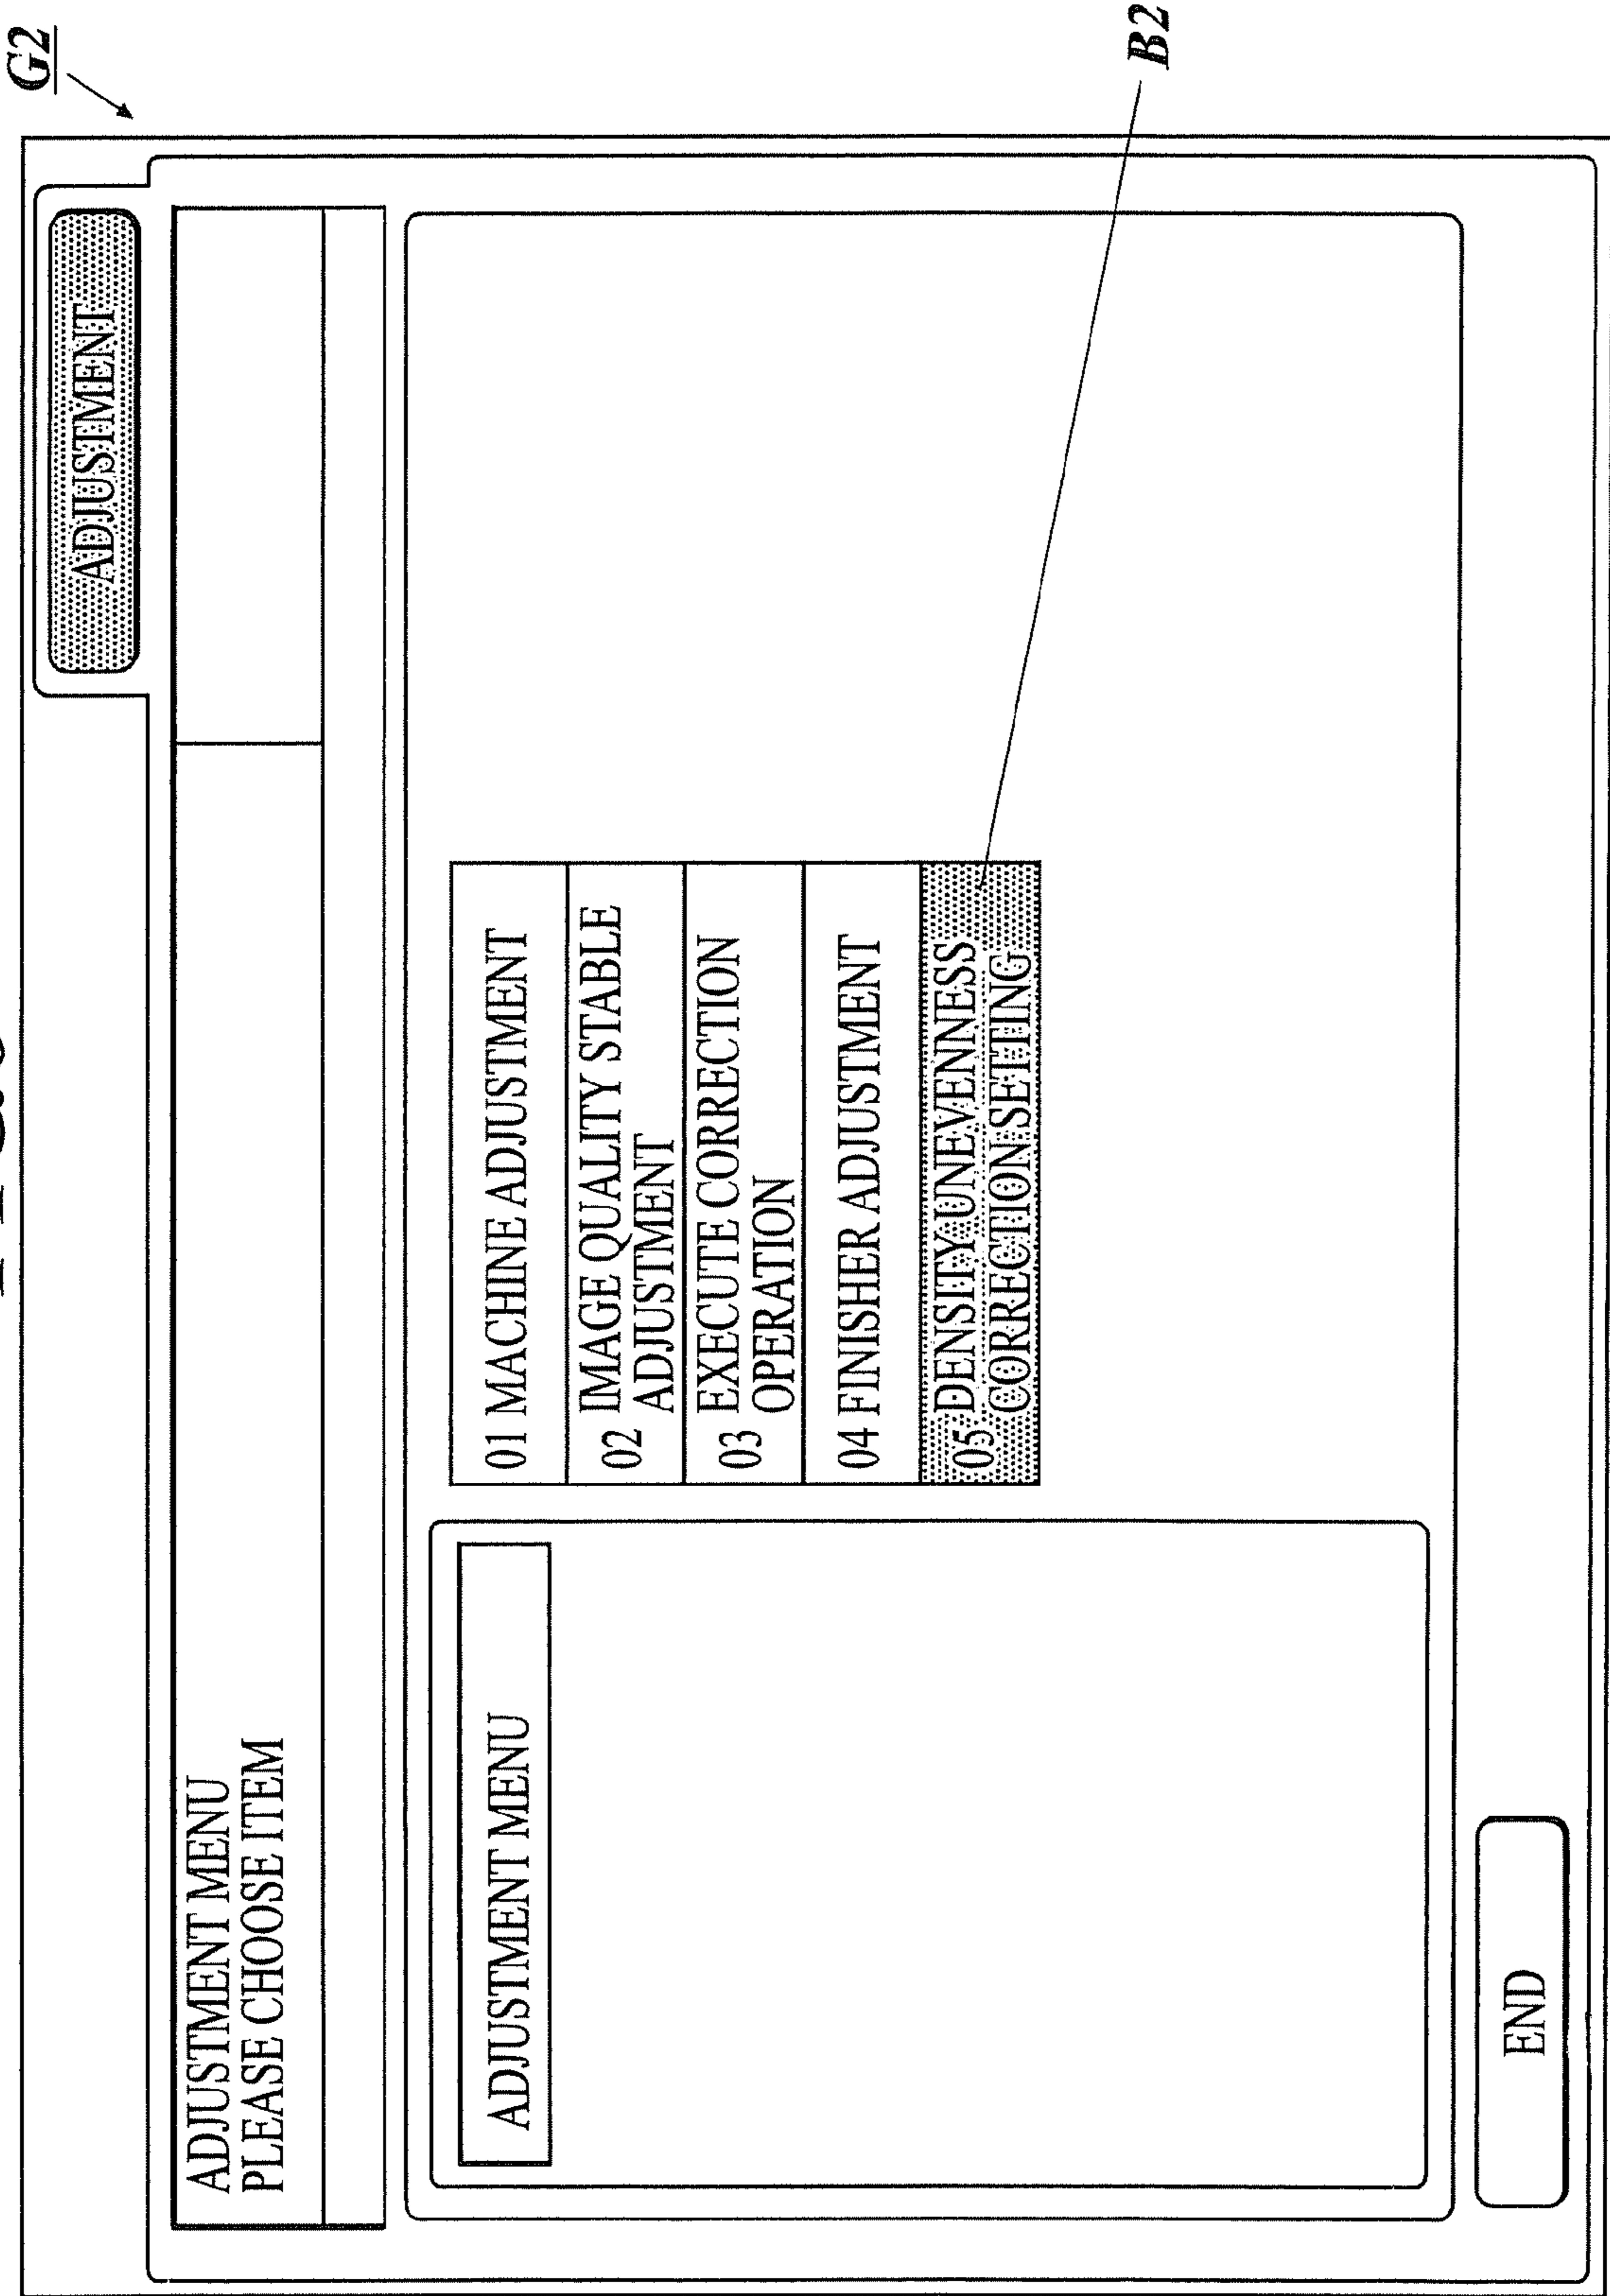 G2
ADJUSTMENT
ADJUSTMENT MENU
PLEASE CHOOSE ITEM
ADJUSTMENT MENU
01 MACHINE ADJUSTMENT
02 IMAGE QUALITY STABLE
ADJUSTMENT
03 EXECUTE CORRECTION
OPERATION
04 FINISHER ADJUSTMENT
05 DENSITY UNEVENNESS
CORRECTION SETTING
B2
END